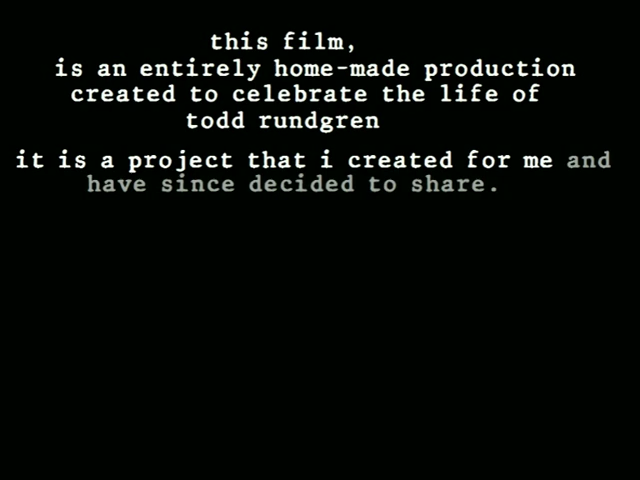 this film,
is an entirely home-made production
created to celebrate the life of
todd rundgren
it is a project that i created for me and
have since decided to share.